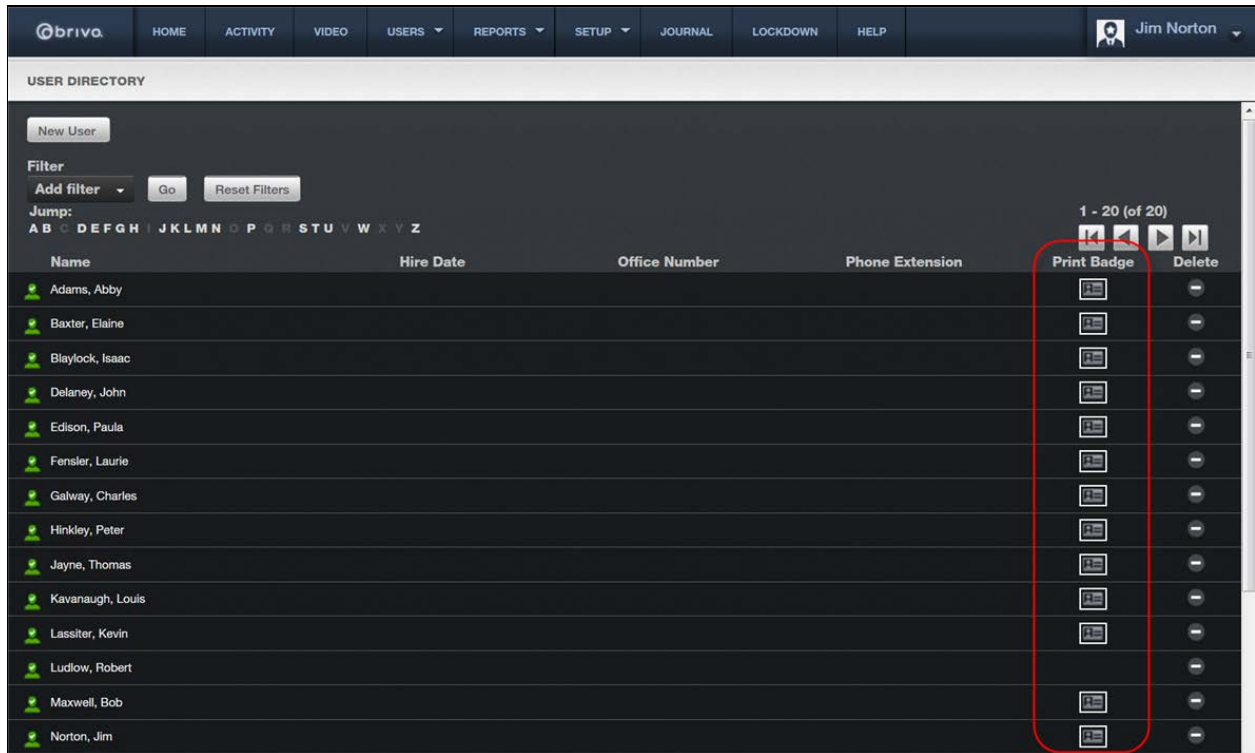 brivo. HOME ACTIVITY VIDEO USERS REPORTS SETUP JOURNAL LOCKDOWN HELP Jim Norton
USER DIRECTORY
New User
Filter
Add filter Go Reset Filters
Jump:
1 - 20 (of 20)
A B C D E F G H I J K L M N O P Q R S T U V W X Y Z
Name Hire Date Office Number Phone Extension Print Badge Delete
Adams, Abby
Baxter, Elaine
Blaylock, Isaac
Delaney, John
Edison, Paula
Fensler, Laurie
Galway, Charles
Hinkley, Peter
Jayne, Thomas
Kavanaugh, Louis
Lassiter, Kevin
Ludlow, Robert
Maxwell, Bob
Norton, Jim